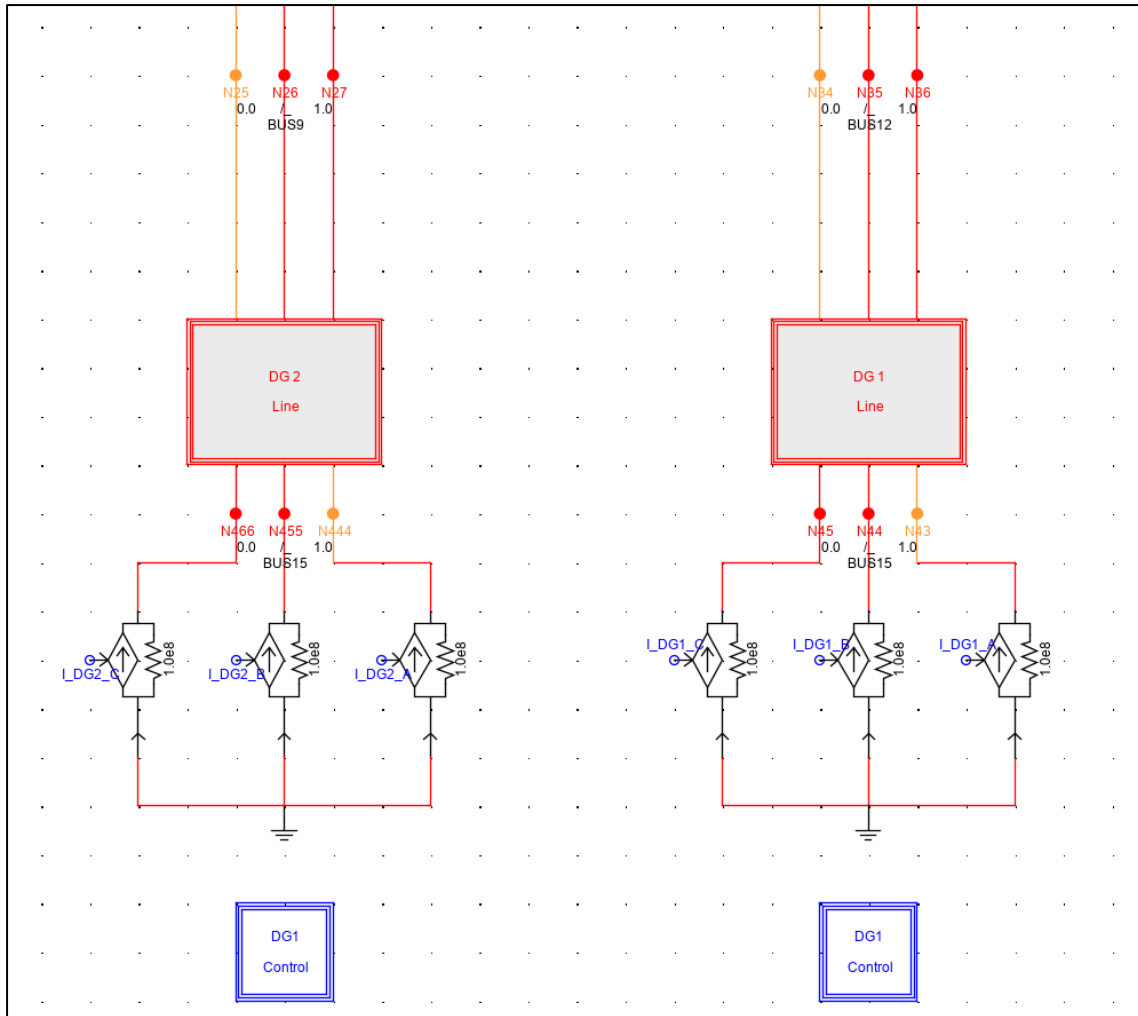 N25 N26 N27
0.0 /_ 1.0
BUS9
N34 N35 N36
0.0 /_ 1.0
BUS12
DG 2
Line
DG 1
Line
N466 N455 N444
0.0 /_ 1.0
BUS15
N45 N44 N43
0.0 /_ 1.0
BUS15
I_DG2_C
1.0e8
I_DG2_B
1.0e8
I_DG2_A
1.0e8
I_DG1_C
1.0e8
I_DG1_B
1.0e8
I_DG1_A
1.0e8
DG1
Control
DG1
Control